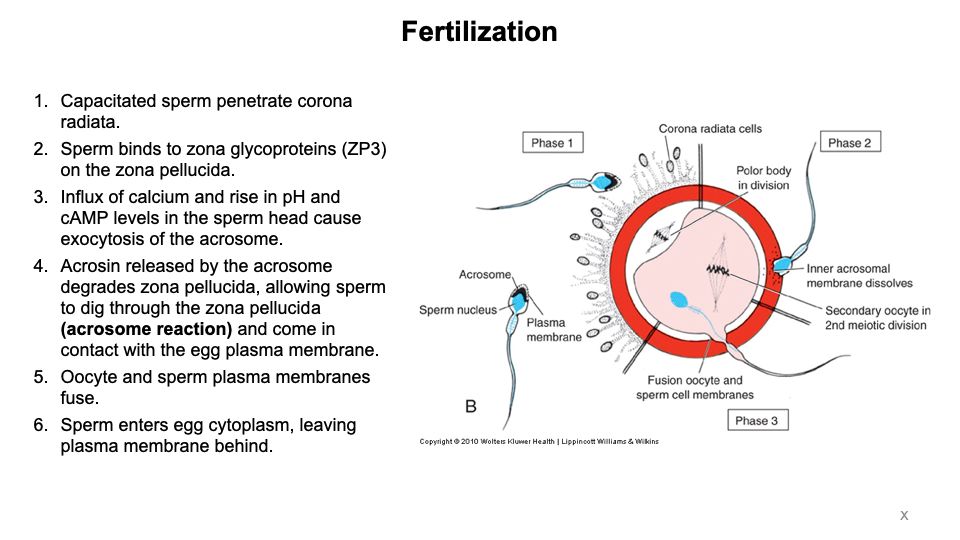 Fertilization
1. Capacitated sperm penetrate corona
radiata.
2. Sperm binds to zona glycoproteins (ZP3)
on the zona pellucida.
3. Influx of calcium and rise in pH and
cAMP levels in the sperm head cause
exocytosis of the acrosome.
4. Acrosin released by the acrosome
degrades zona pellucida, allowing sperm
to dig through the zona pellucida
(acrosome reaction) and come in
contact with the egg plasma membrane.
5. Oocyte and sperm plasma membranes
fuse.
6. Sperm enters egg cytoplasm, leaving
plasma membrane behind.
Corona radiata cells
Phase 1
Phase 2
Polor body
in division
Acrosome
Sperm nucleus
Plasma
membrane
Inner acrosomal
membrane dissolves
Secondary oocyte in
2nd meiotic division
Fusion oocyte and
sperm cell membranes
B
Phase 3
Copyright © 2010 Wolters Kluwer Health | Lippincott Williams & Wilkins
X